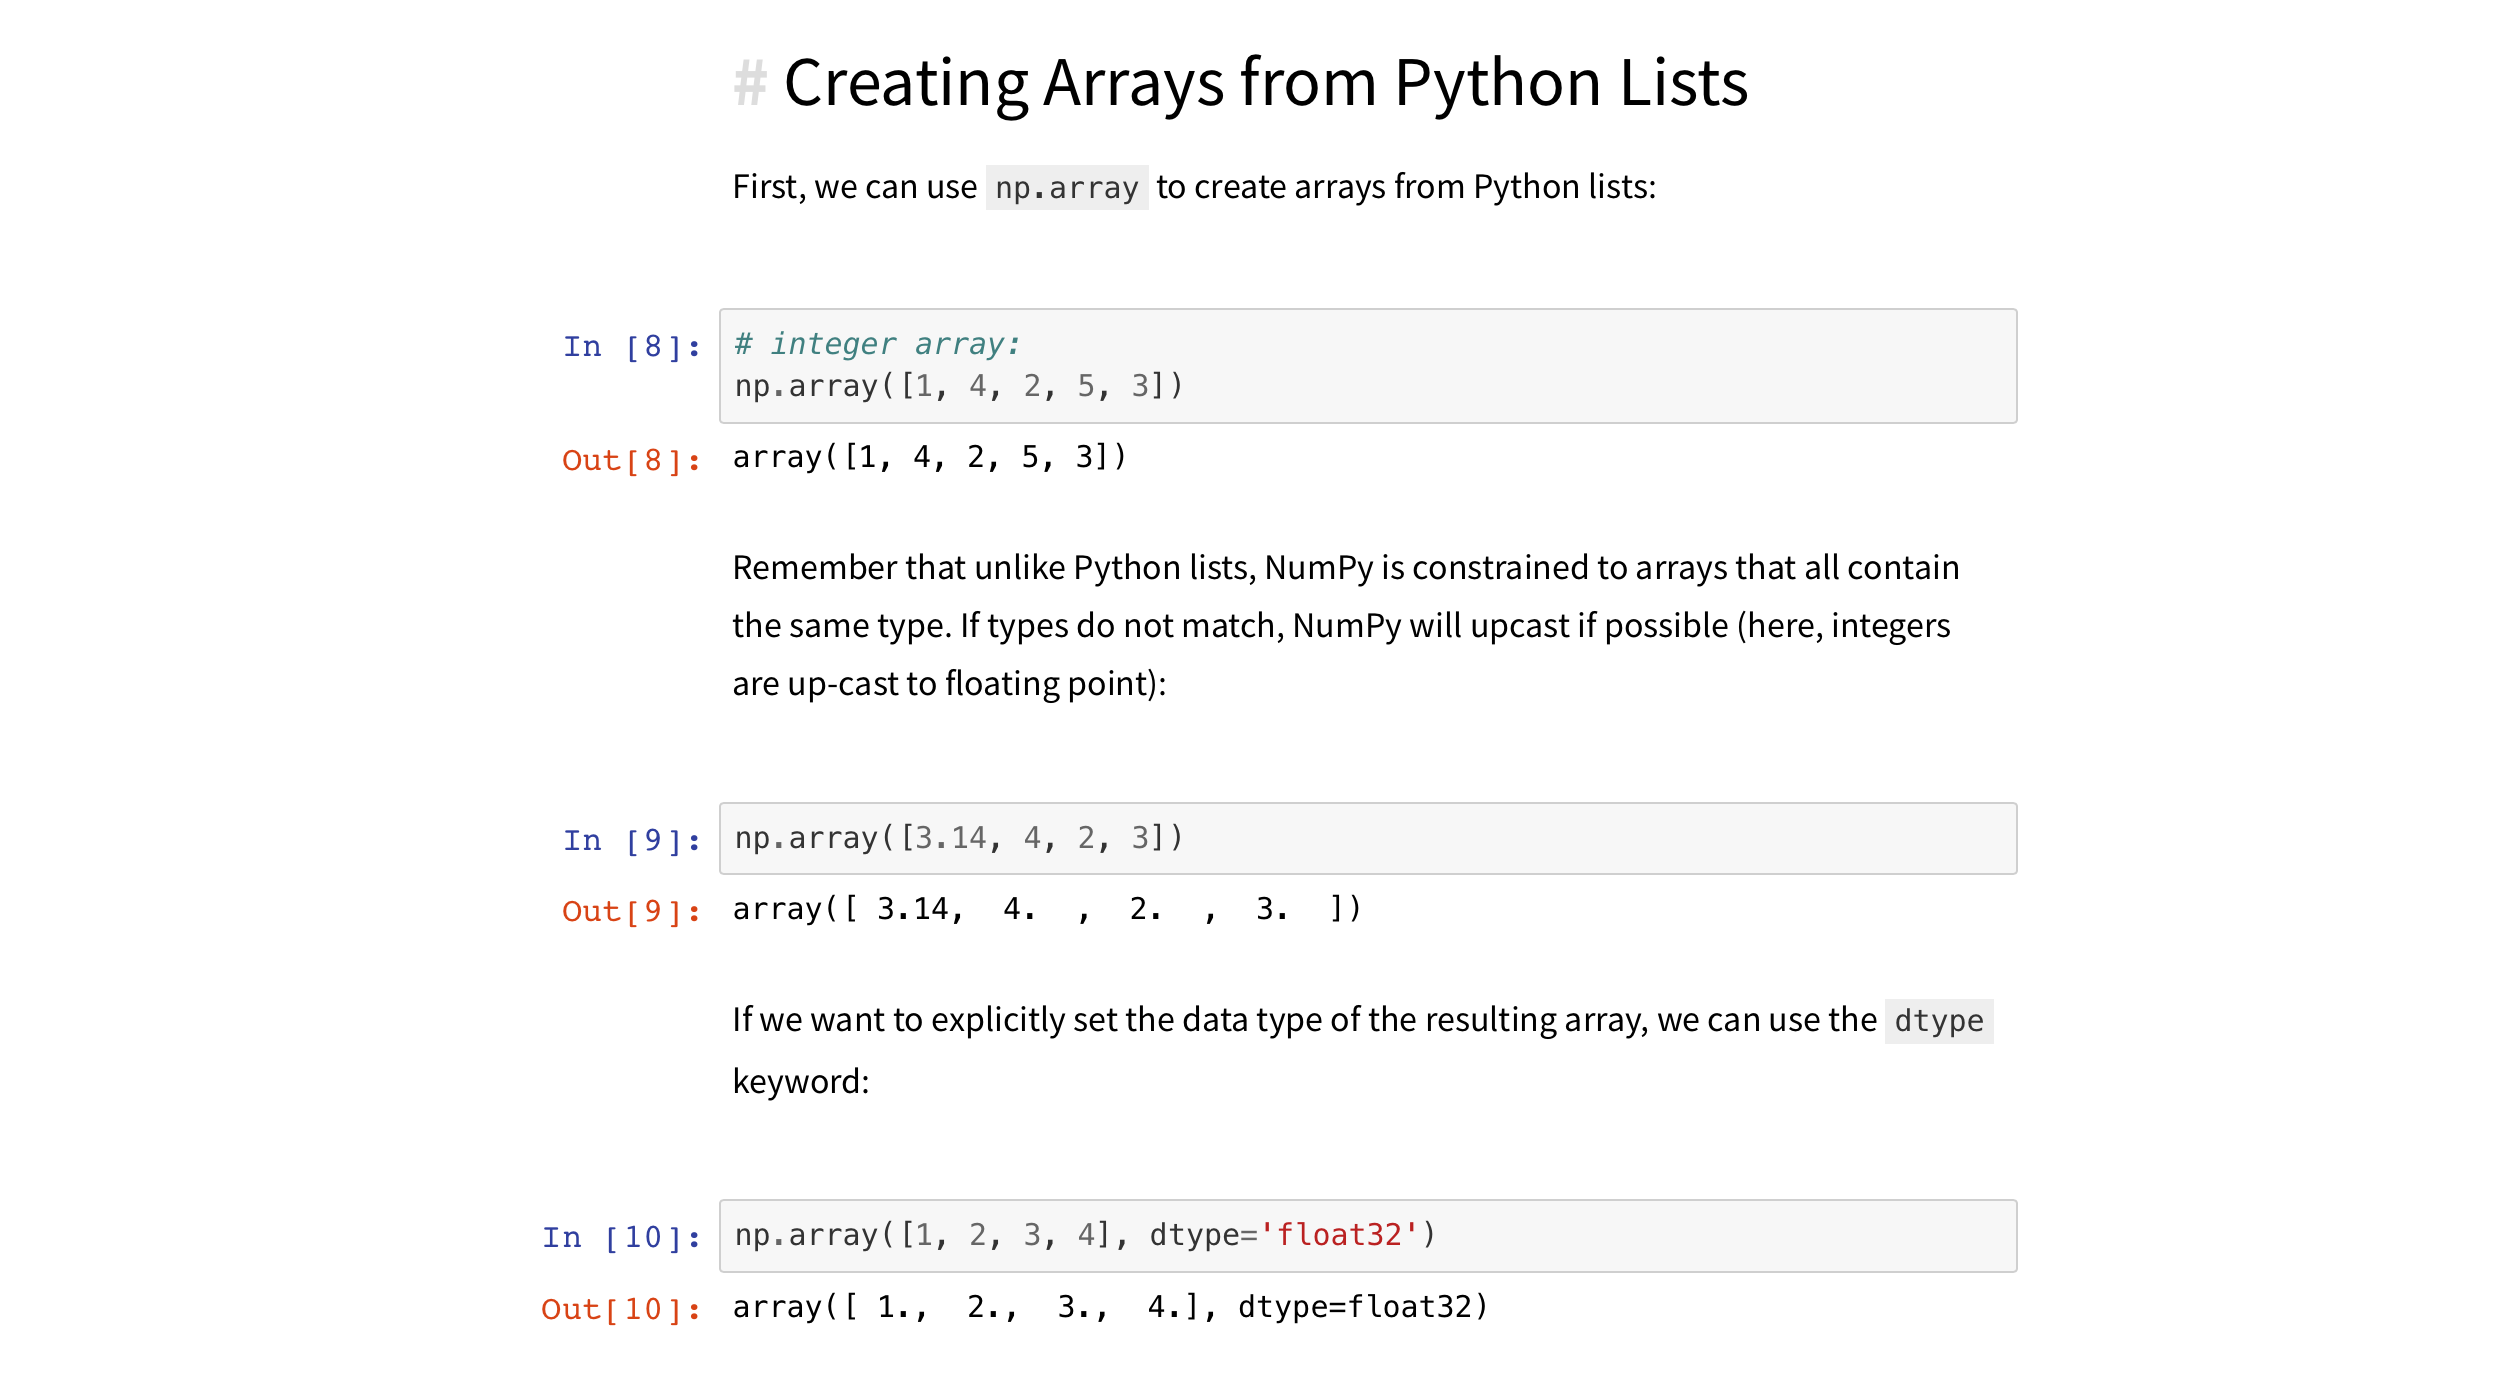 # Creating Arrays from Python Lists
First, we can use np.array to create arrays from Python lists:
In [8]: # integer array:
np.array([1, 4, 2, 5, 3])
Out[8]: array([1, 4, 2, 5, 3])
Remember that unlike Python lists, NumPy is constrained to arrays that all contain
the same type. If types do not match, NumPy will upcast if possible (here, integers
are up-cast to floating point):
In [9]: np.array([3.14, 4, 2, 3])
Out[9]: array([ 3.14,  4.  ,  2.  ,  3.  ])
If we want to explicitly set the data type of the resulting array, we can use the dtype
keyword:
In [10]: np.array([1, 2, 3, 4], dtype='float32')
Out[10]: array([ 1.,  2.,  3.,  4.], dtype=float32)